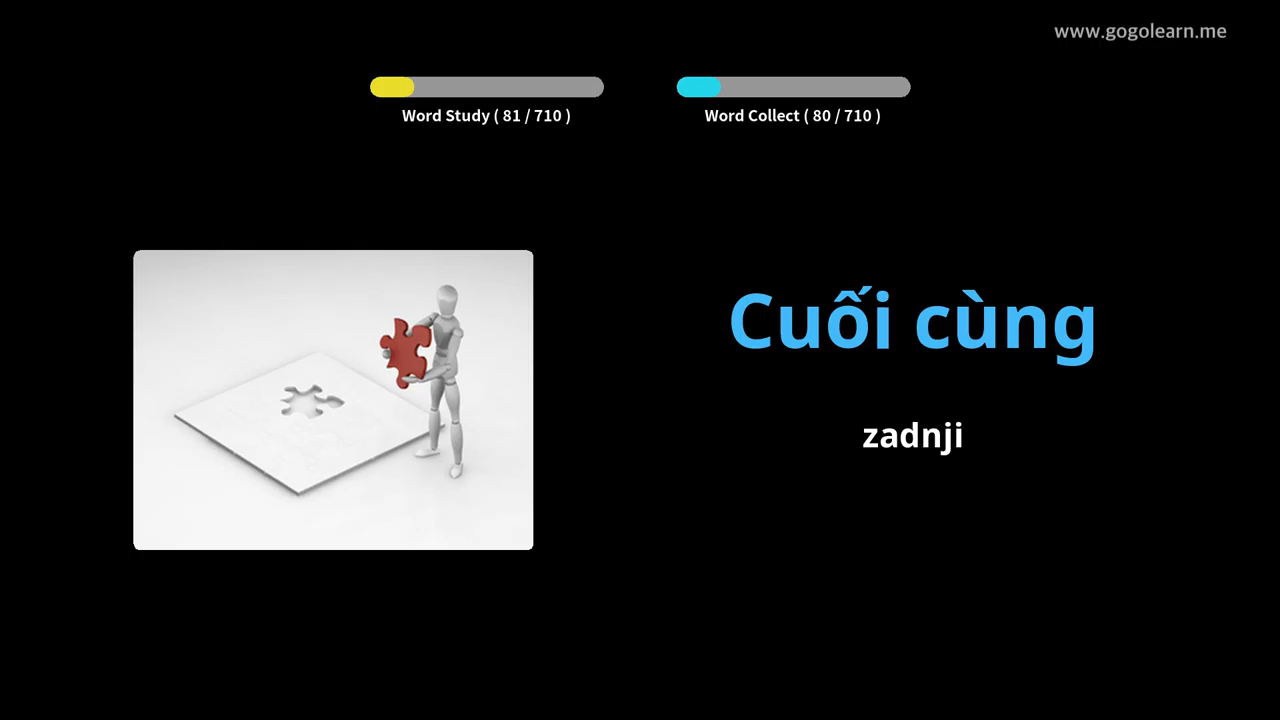 www.gogolearn.me
Word Study ( 81 / 710 )
Word Collect ( 80 / 710 )
Cuối cùng
zadnji